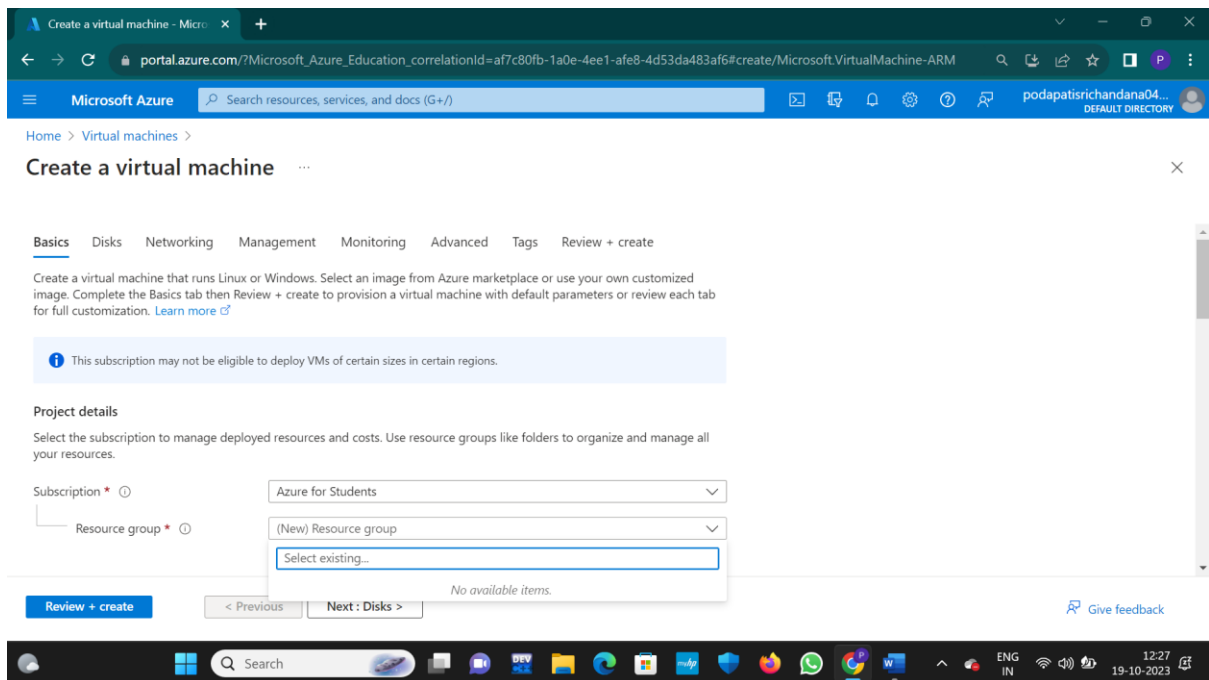 Create a virtual machine - Micro
portal.azure.com/?Microsoft_Azure_Education_correlationId=af7c80fb-1a0e-4ee1-afe8-4d53da483af6#create/Microsoft.VirtualMachine-ARM
P
Microsoft Azure
Search resources, services, and docs (G+/)
podapatisrichandana04...
DEFAULT DIRECTORY
Home > Virtual machines >
Create a virtual machine ...
Basics Disks Networking Management Monitoring Advanced Tags Review + create
Create a virtual machine that runs Linux or Windows. Select an image from Azure marketplace or use your own customized
image. Complete the Basics tab then Review + create to provision a virtual machine with default parameters or review each tab
for full customization. Learn more
This subscription may not be eligible to deploy VMs of certain sizes in certain regions.
Project details
Select the subscription to manage deployed resources and costs. Use resource groups like folders to organize and manage all
your resources.
Subscription *
Azure for Students
Resource group *
(New) Resource group
Select existing...
No available items.
Review + create
< Previous
Next : Disks >
Give feedback
Search
DEV
myhp
P
W
ENG
IN
12:27
19-10-2023